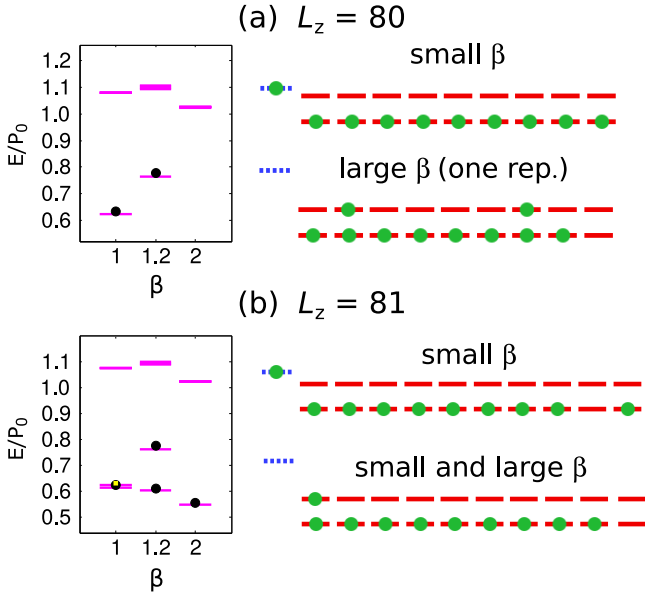 (a) L_z = 80
E/P_0
1.2
1.1
1.0
0.9
0.8
0.7
0.6
1 1.2 2
β
small β
large β (one rep.)
(b) L_z = 81
E/P_0
1.1
1.0
0.9
0.8
0.7
0.6
0.5
1 1.2 2
β
small β
small and large β